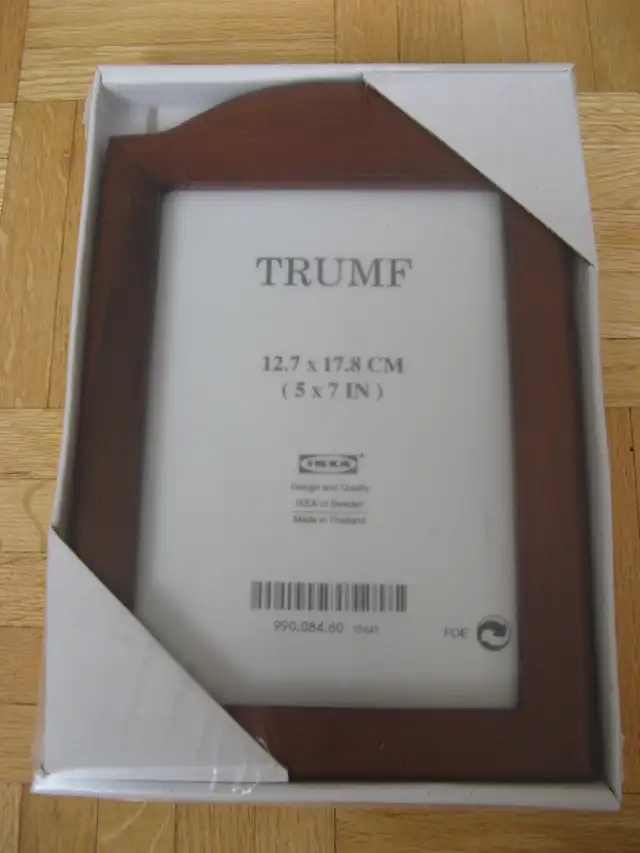 TRUMF
12.7 x 17.8 CM
( 5 x 7 IN )
IKEA®
Design and Quality
IKEA of Sweden
Made in Thailand
990.084.60
FOE